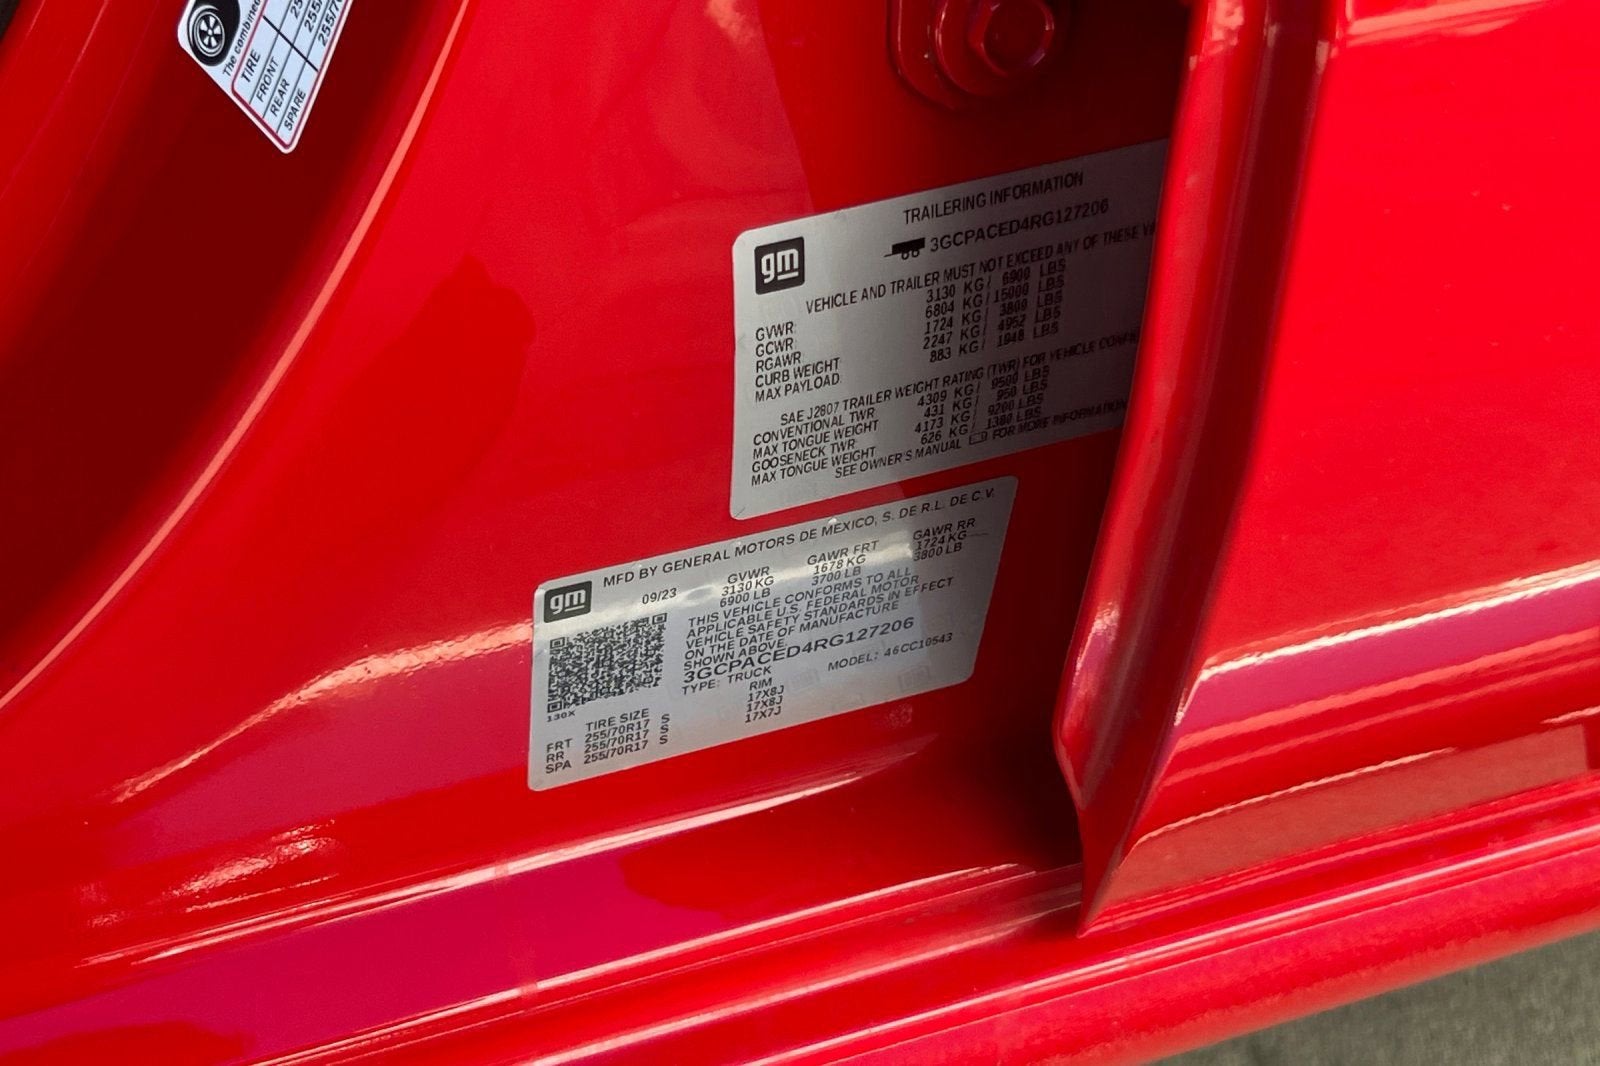 The combined
TIRE
FRONT 25
REAR 255/
SPARE 255/70
gm
TRAILERING INFORMATION
3GCPACED4RG127206
VEHICLE AND TRAILER MUST NOT EXCEED ANY OF THESE
GVWR: 3130 KG/ 6900 LBS
GCWR: 6804 KG/ 15000 LBS
RGAWR: 1724 KG/ 3800 LBS
CURB WEIGHT 2247 KG/ 4952 LBS
MAX PAYLOAD: 883 KG/ 1948 LBS
SAE J2807 TRAILER WEIGHT RATING (TWR) FOR VEHICLE
CONVENTIONAL TWR 4309 KG/ 9500 LBS
MAX TONGUE WEIGHT 431 KG/ 950 LBS
GOOSENECK TWR: 4173 KG/ 9200 LBS
MAX TONGUE WEIGHT 626 KG/ 1380 LBS
SEE OWNER'S MANUAL FOR MORE INFORMATION
gm
MFD BY GENERAL MOTORS DE MEXICO, S. DE R.L. DE C.V.
09/23 GVWR GAWR FRT GAWR RR
3130 KG 1678 KG 1724 KG
6900 LB 3700 LB 3800 LB
THIS VEHICLE CONFORMS TO ALL
APPLICABLE U.S. FEDERAL MOTOR
VEHICLE SAFETY STANDARDS IN EFFECT
ON THE DATE OF MANUFACTURE
SHOWN ABOVE.
3GCPACED4RG127206
TYPE: TRUCK MODEL: 46CC10543
130X
TIRE SIZE RIM
FRT 255/70R17 S 17X8J
RR 255/70R17 S 17X8J
SPA 255/70R17 S 17X7J